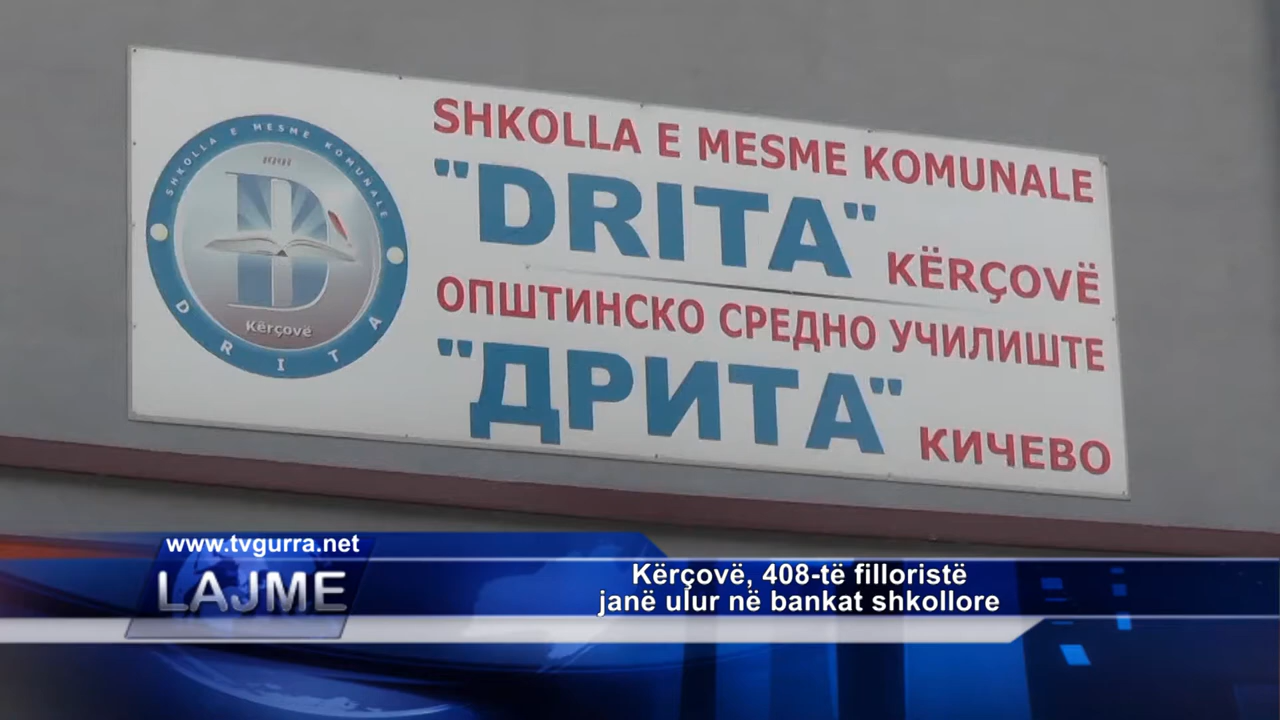 SHKOLLA E MESME KOMUNALE
1991
Kërçovë
DRITA
SHKOLLA E MESME KOMUNALE
"DRITA" KËRÇOVË
ОПШТИНСКО СРЕДНО УЧИЛИШТЕ
"ДРИТА" КИЧЕВО
www.tvgurra.net
LAJME
Kërçovë, 408-të filloristë
janë ulur në bankat shkollore